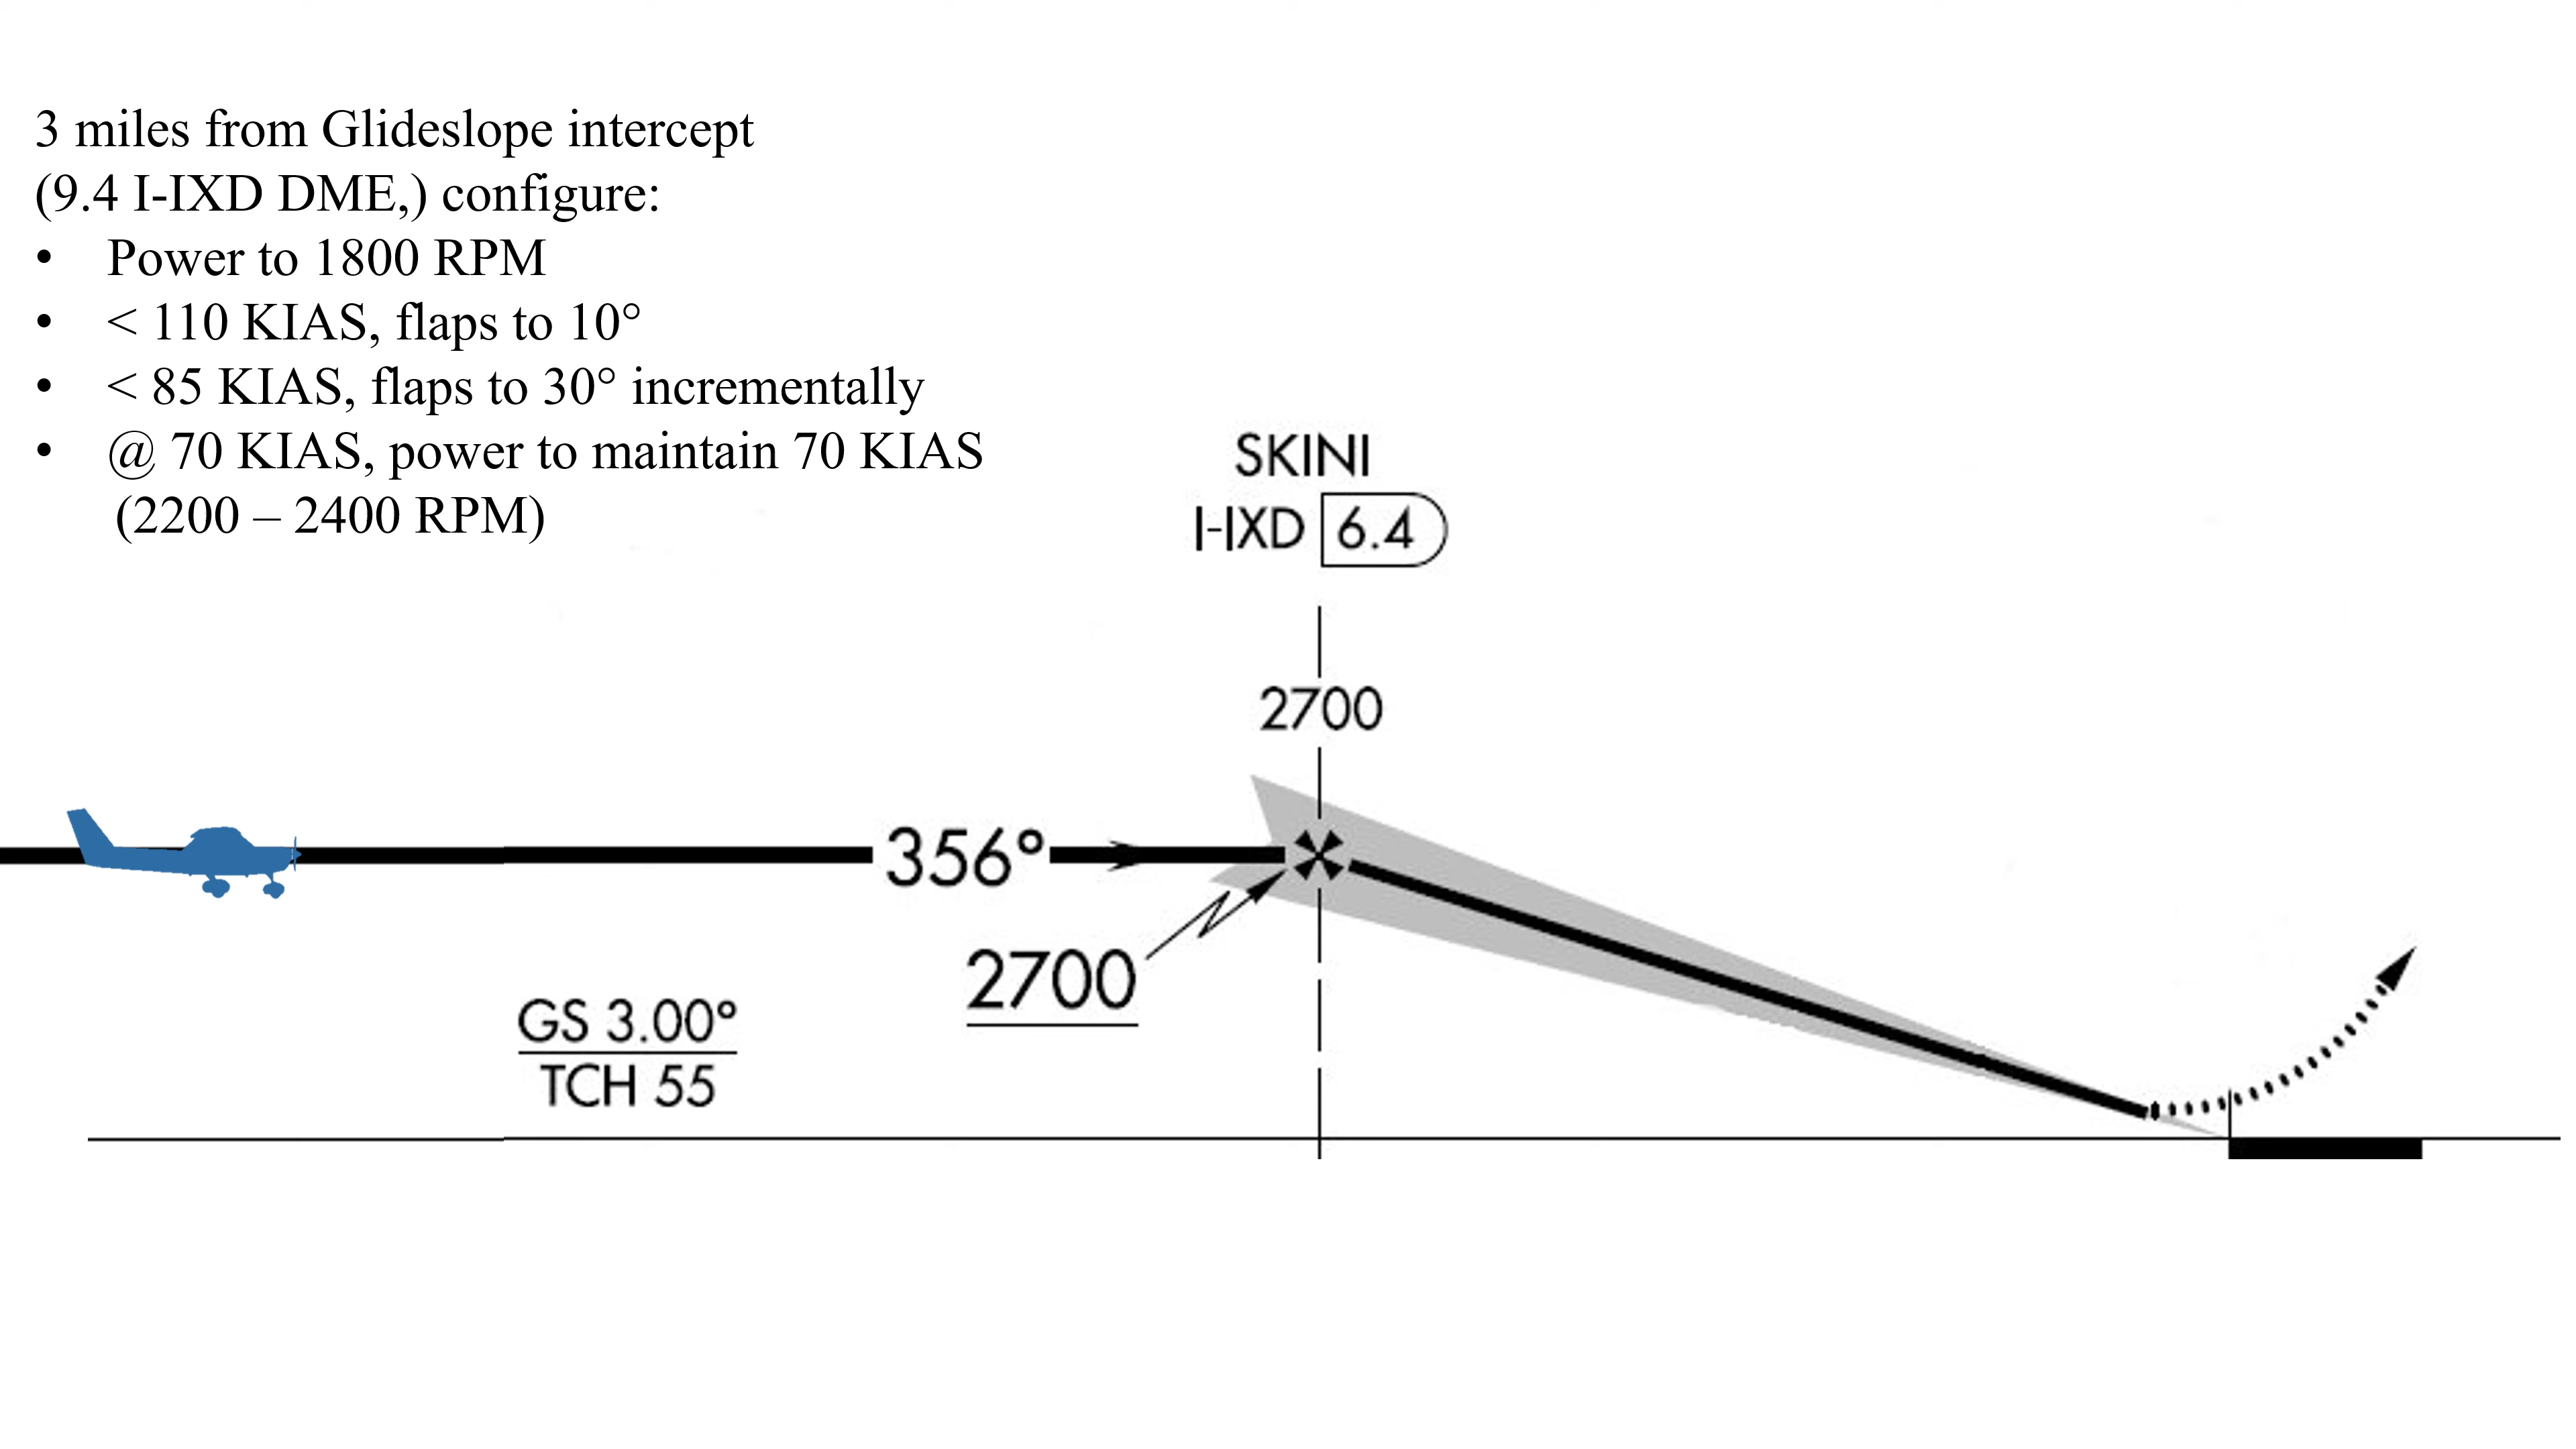 3 miles from Glideslope intercept
(9.4 I-IXD DME,) configure:
• Power to 1800 RPM
• < 110 KIAS, flaps to 10°
• < 85 KIAS, flaps to 30° incrementally
• @ 70 KIAS, power to maintain 70 KIAS
(2200 – 2400 RPM)
SKINI
I-IXD 6.4
2700
356°
2700
GS 3.00°
TCH 55